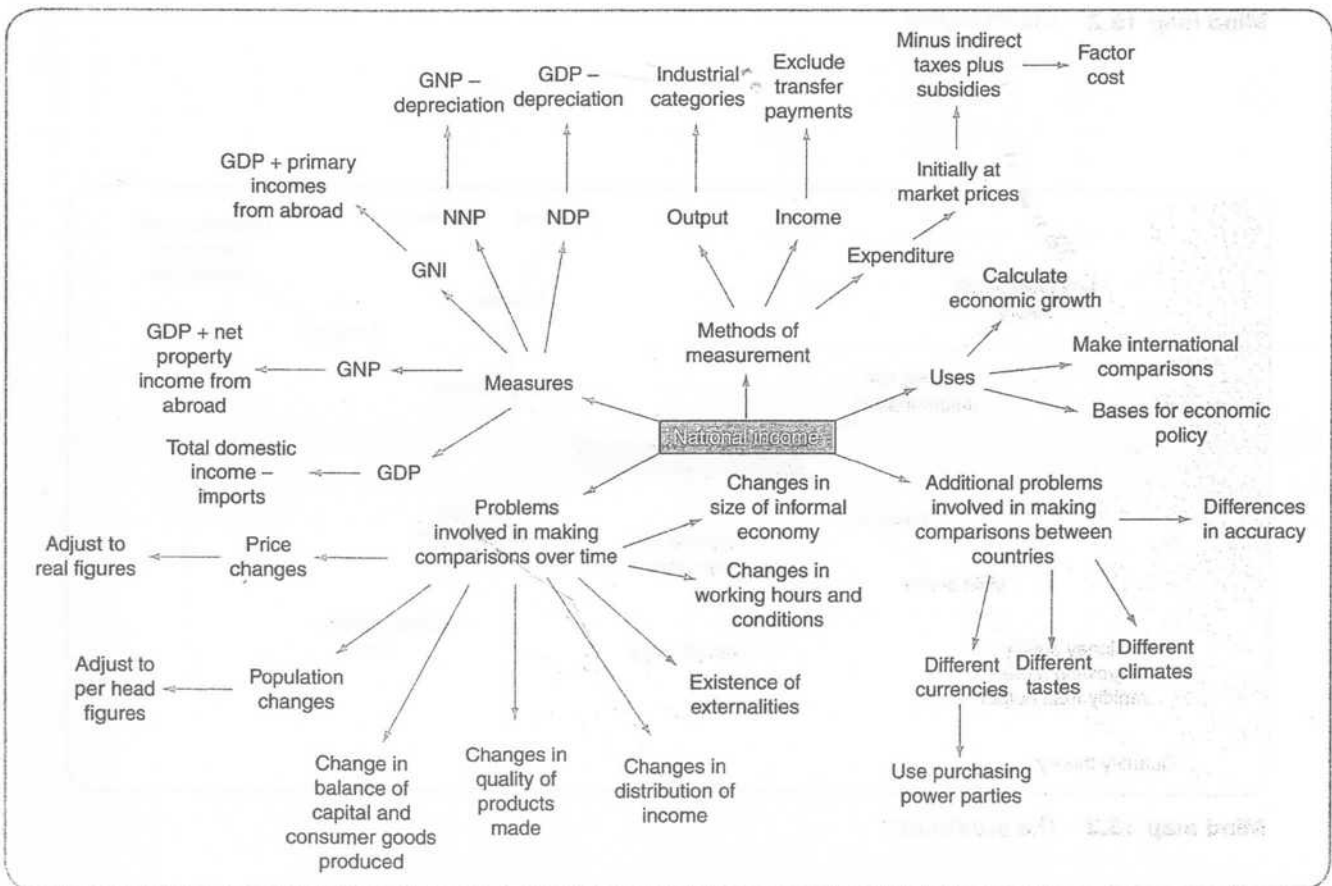 GNP –
depreciation
GDP –
depreciation
Industrial
categories
Exclude
transfer
payments
Minus indirect
taxes plus
subsidies
Factor
cost
GDP + primary
incomes
from abroad
NNP
NDP
Output
Income
Initially at
market prices
GNI
Expenditure
Calculate
economic growth
GDP + net
property
income from
abroad
GNP
Measures
Methods of
measurement
Uses
Make international
comparisons
Bases for economic
policy
National income
Total domestic
income –
imports
GDP
Problems
involved in making
comparisons over time
Changes in
size of informal
economy
Additional problems
involved in making
comparisons between
countries
Differences
in accuracy
Adjust to
real figures
Price
changes
Changes in
working hours and
conditions
Adjust to
per head
figures
Population
changes
Existence of
externalities
Different
currencies
Different
tastes
Different
climates
Change in
balance of
capital and
consumer goods
produced
Changes in
quality of
products
made
Changes in
distribution of
income
Use purchasing
power parties